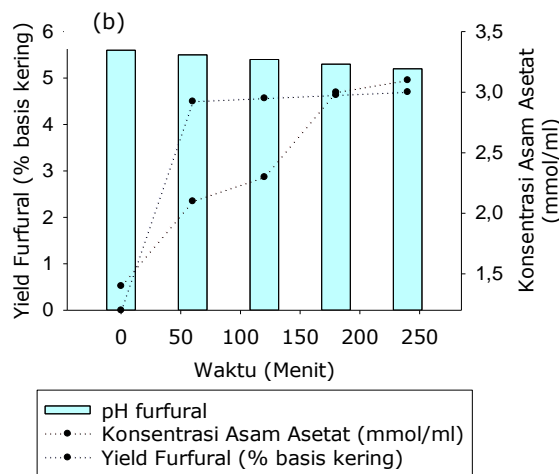 (b)
Yield Furfural (% basis kering)
6
5
4
3
2
1
0
3,5
3,0
2,5
2,0
1,5
Konsentrasi Asam Asetat
(mmol/ml)
0 50 100 150 200 250
Waktu (Menit)
pH furfural
Konsentrasi Asam Asetat (mmol/ml)
Yield Furfural (% basis kering)